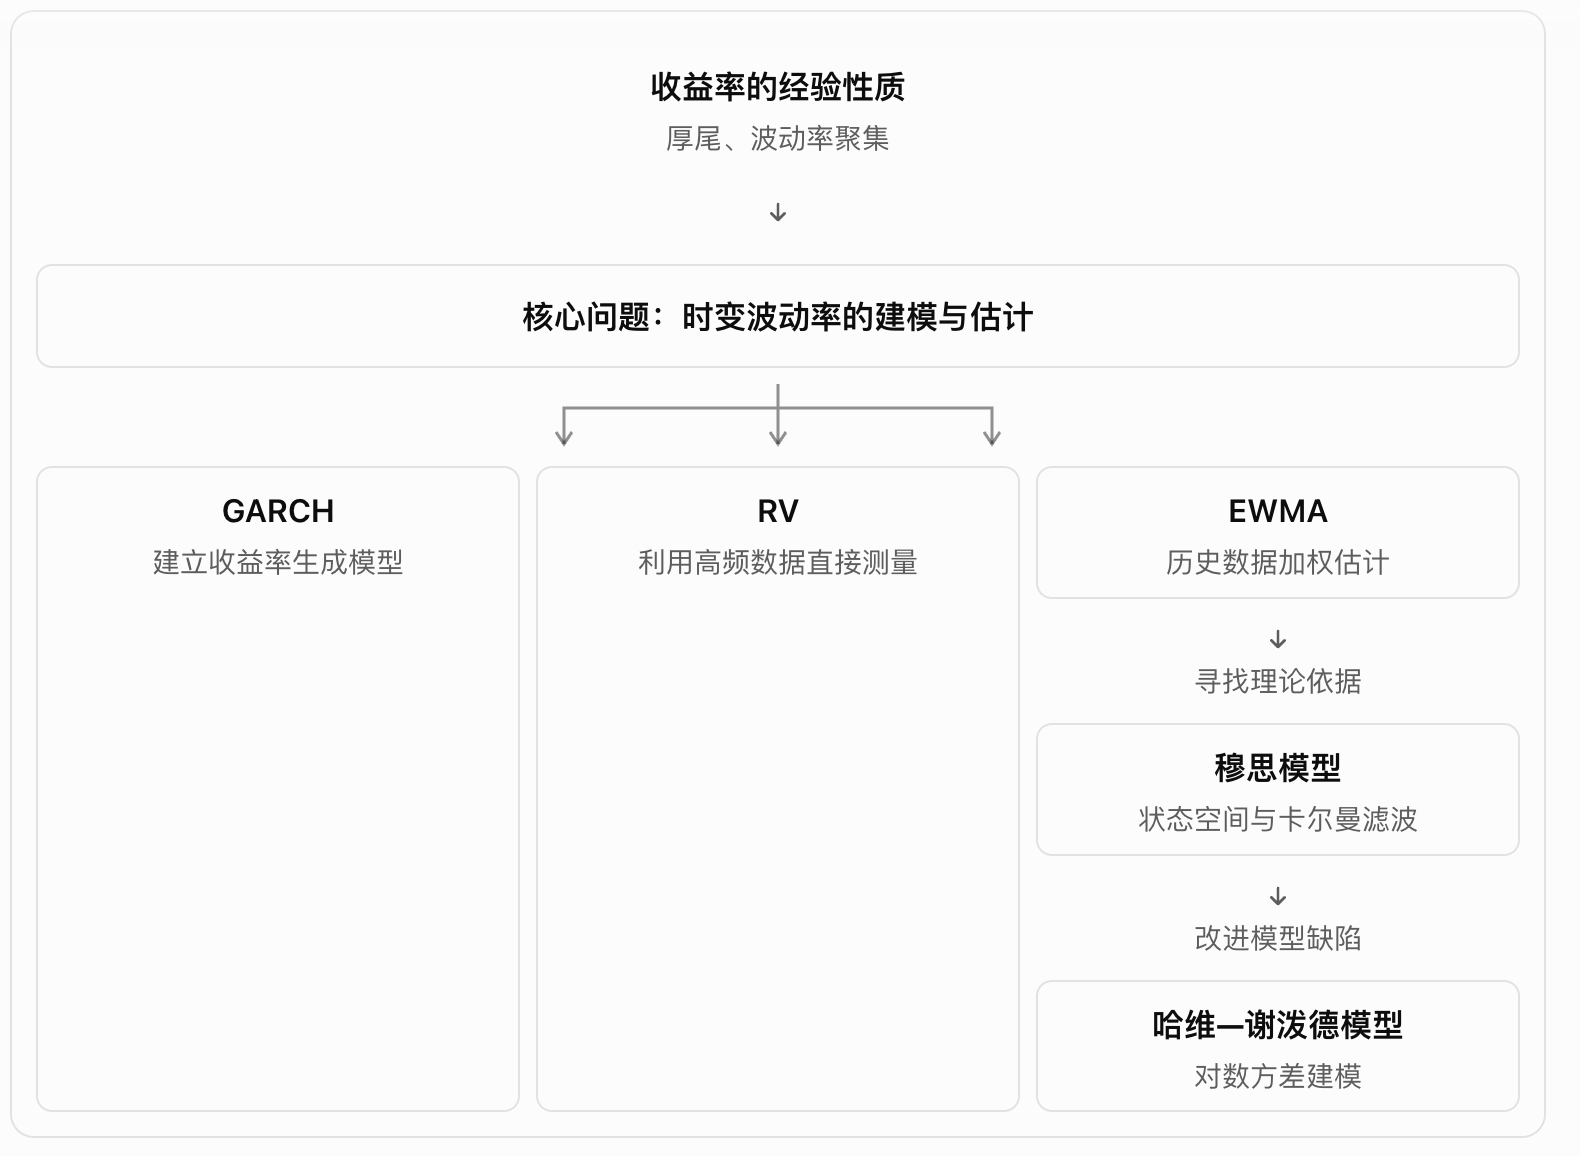 收益率的经验性质
厚尾、波动率聚集
↓
核心问题：时变波动率的建模与估计
GARCH
建立收益率生成模型
RV
利用高频数据直接测量
EWMA
历史数据加权估计
↓
寻找理论依据
穆思模型
状态空间与卡尔曼滤波
↓
改进模型缺陷
哈维—谢泼德模型
对数方差建模